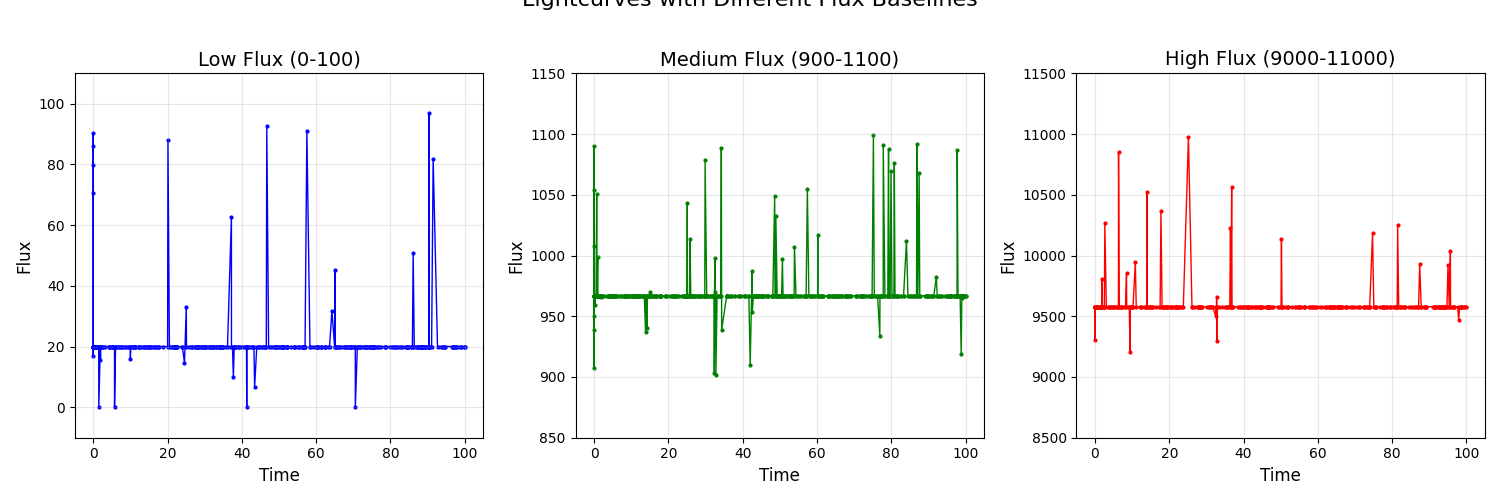 Lightcurves with Different Flux Baselines
Low Flux (0-100)
Medium Flux (900-1100)
High Flux (9000-11000)
Flux
100
80
60
40
20
0
0 20 40 60 80 100
Time
Flux
1150
1100
1050
1000
950
900
850
0 20 40 60 80 100
Time
Flux
11500
11000
10500
10000
9500
9000
8500
0 20 40 60 80 100
Time